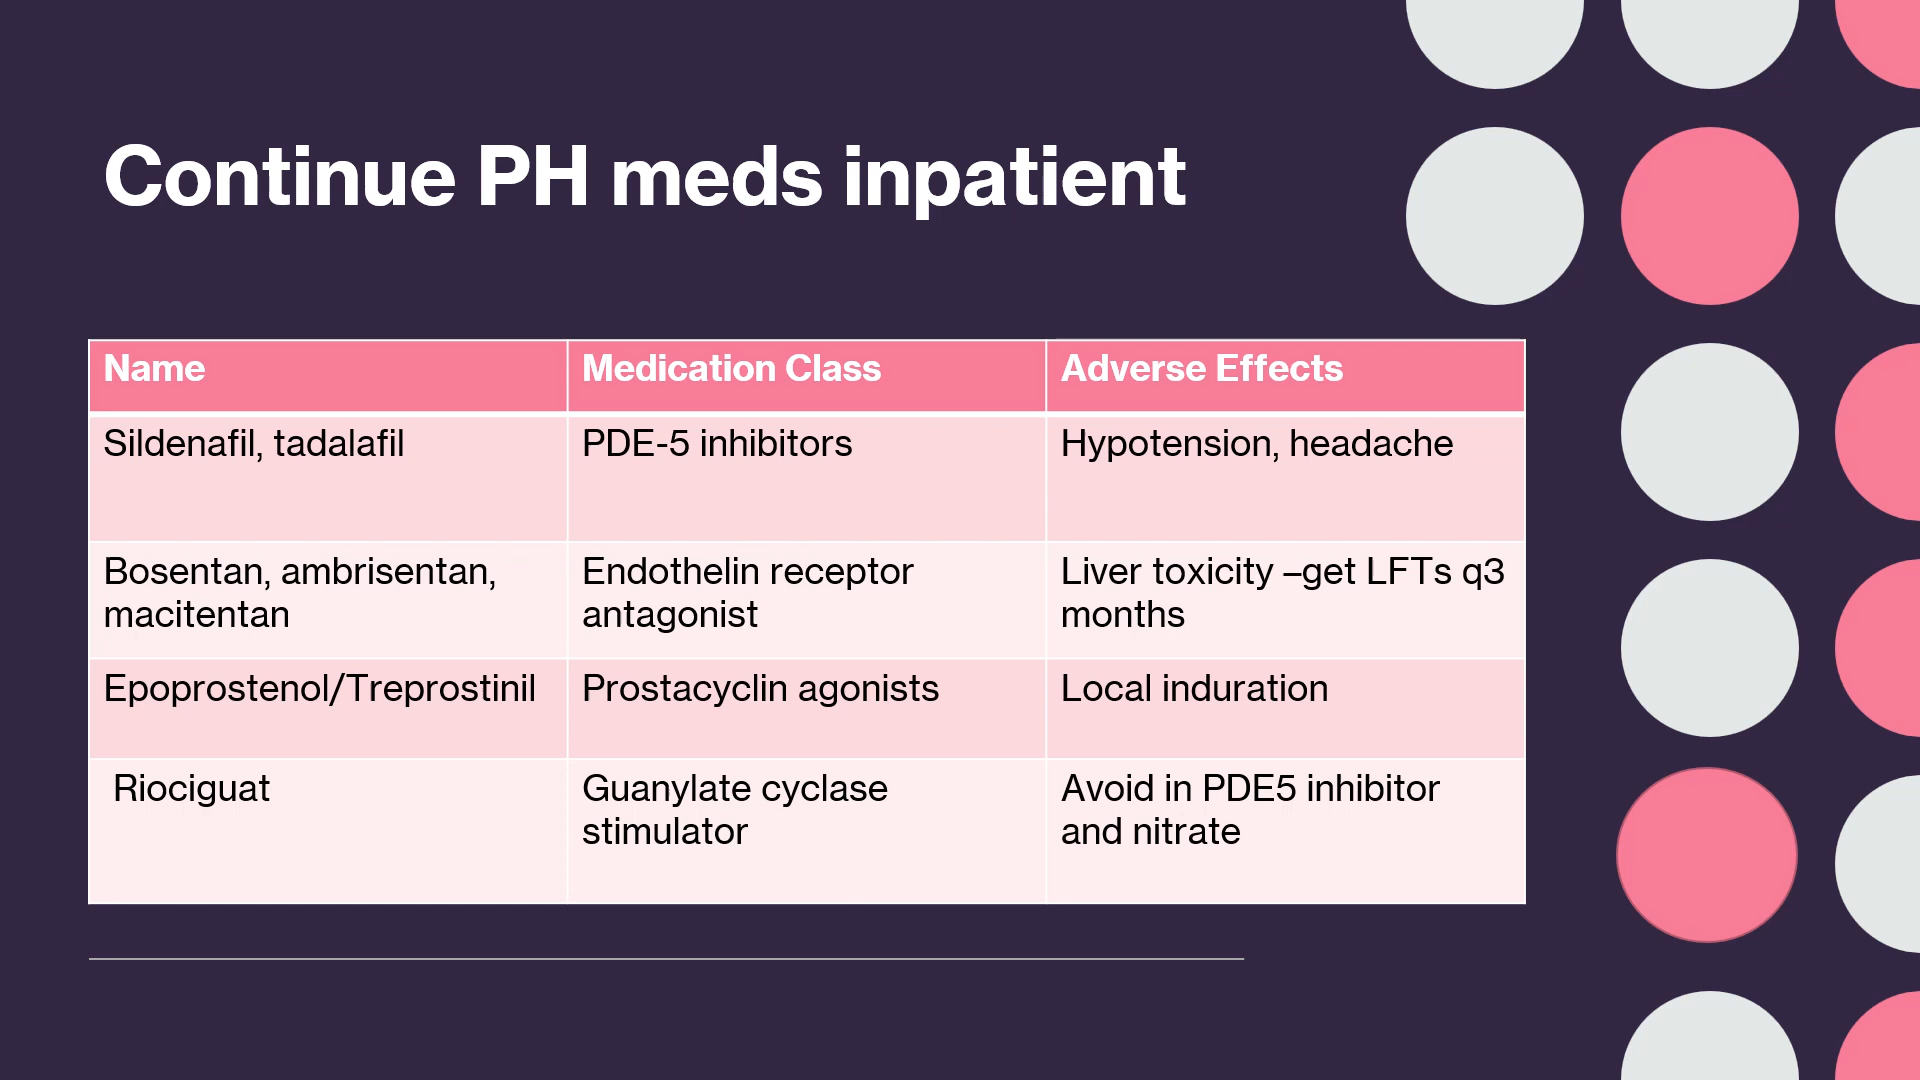 Continue PH meds inpatient
Name
Medication Class
Adverse Effects
Sildenafil, tadalafil
PDE-5 inhibitors
Hypotension, headache
Bosentan, ambrisentan,
macitentan
Endothelin receptor
antagonist
Liver toxicity –get LFTs q3
months
Epoprostenol/Treprostinil
Prostacyclin agonists
Local induration
Riociguat
Guanylate cyclase
stimulator
Avoid in PDE5 inhibitor
and nitrate